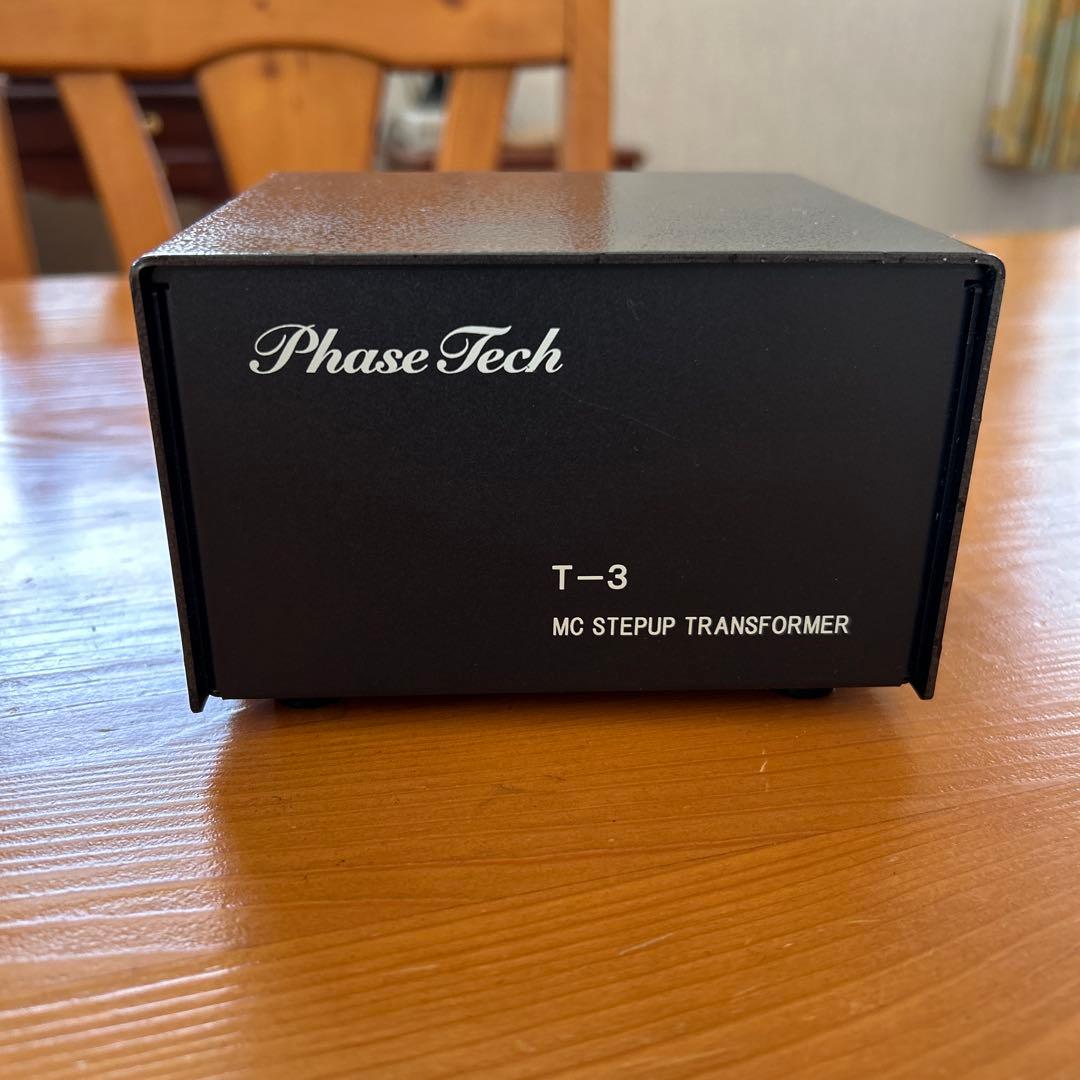 Phase Tech
T-3
MC STEPUP TRANSFORMER